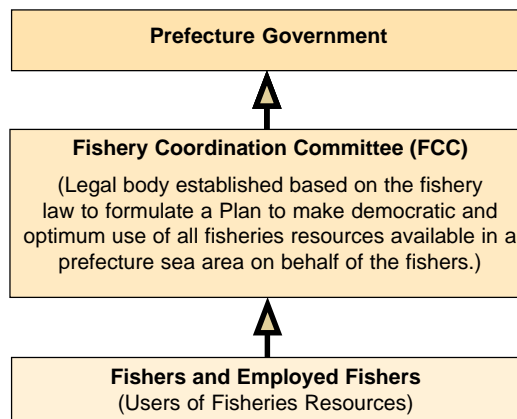 Prefecture Government
Fishery Coordination Committee (FCC)
(Legal body established based on the fishery
law to formulate a Plan to make democratic and
optimum use of all fisheries resources available in a
prefecture sea area on behalf of the fishers.)
Fishers and Employed Fishers
(Users of Fisheries Resources)